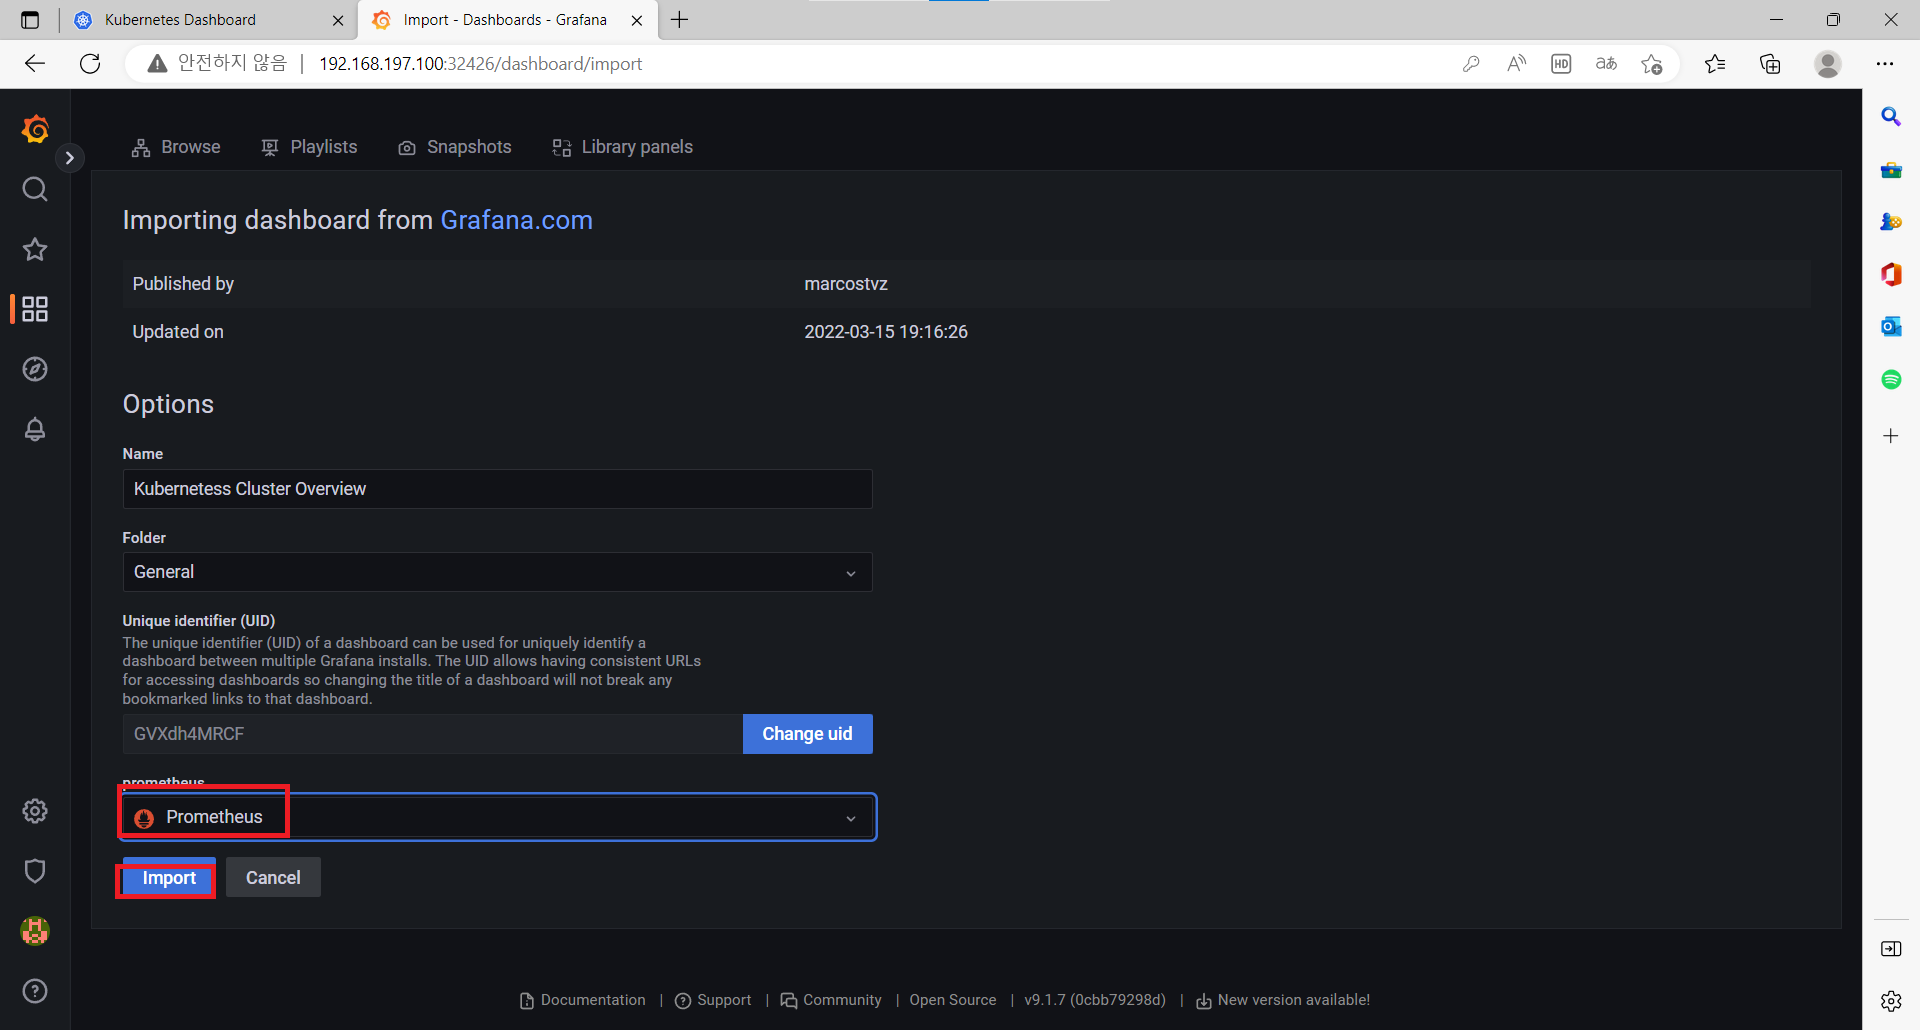 Kubernetes Dashboard
Import - Dashboards - Grafana
안전하지 않음
192.168.197.100:32426/dashboard/import
HD
aあ
Browse
Playlists
Snapshots
Library panels
Importing dashboard from Grafana.com
Published by marcostvz
Updated on 2022-03-15 19:16:26
Options
Name
Kubernetess Cluster Overview
Folder
General
Unique identifier (UID)
The unique identifier (UID) of a dashboard can be used for uniquely identify a
dashboard between multiple Grafana installs. The UID allows having consistent URLs
for accessing dashboards so changing the title of a dashboard will not break any
bookmarked links to that dashboard.
GVXdh4MRCF
Change uid
prometheus
Prometheus
Import
Cancel
Documentation | Support | Community | Open Source | v9.1.7 (0cbb79298d) | New version available!